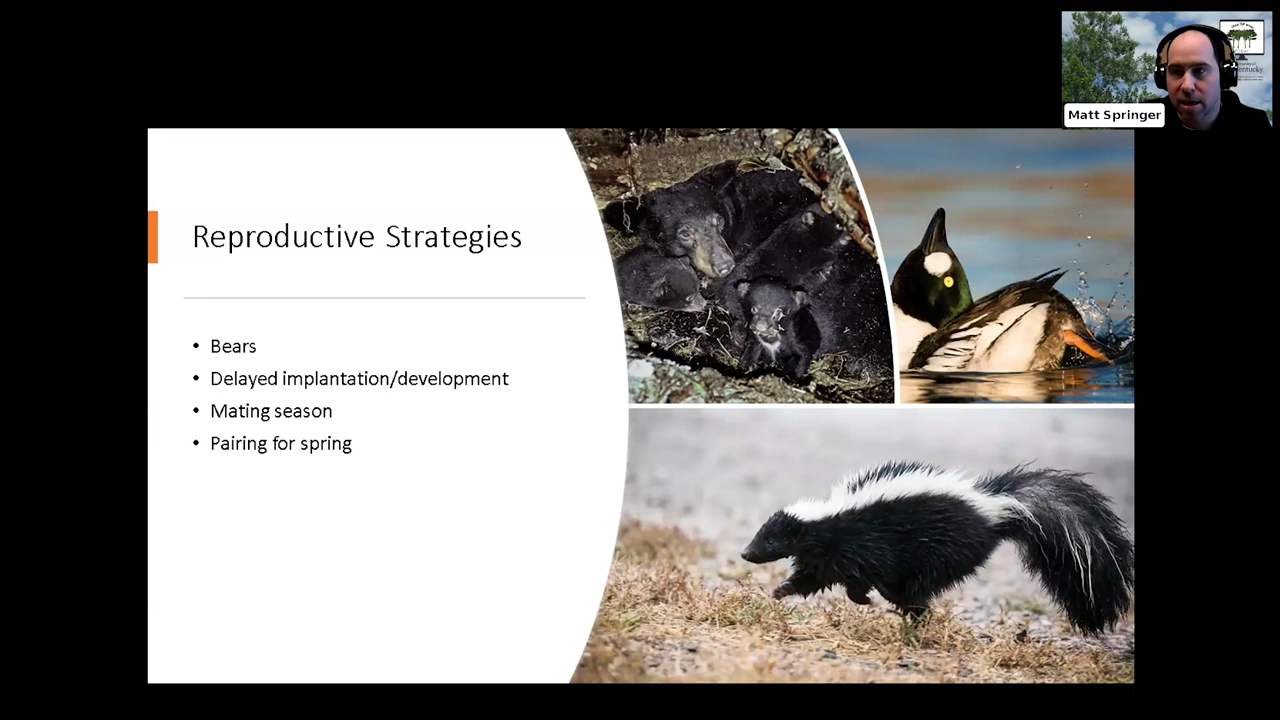 Matt Springer
Reproductive Strategies
• Bears
• Delayed implantation/development
• Mating season
• Pairing for spring